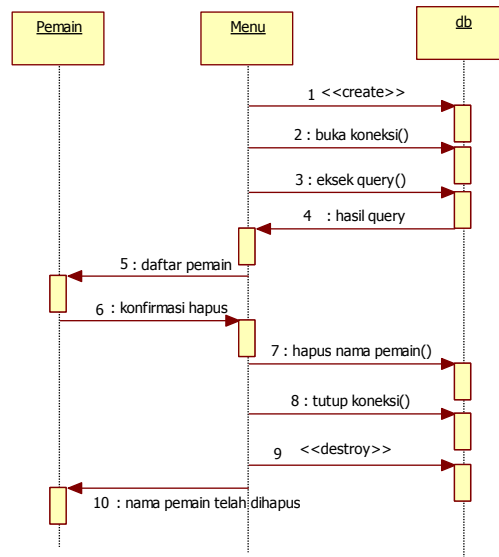 Pemain
Menu
db
1 <<create>>
2 : buka koneksi()
3 : eksek query()
4 : hasil query
5 : daftar pemain
6 : konfirmasi hapus
7 : hapus nama pemain()
8 : tutup koneksi()
9 <<destroy>>
10 : nama pemain telah dihapus